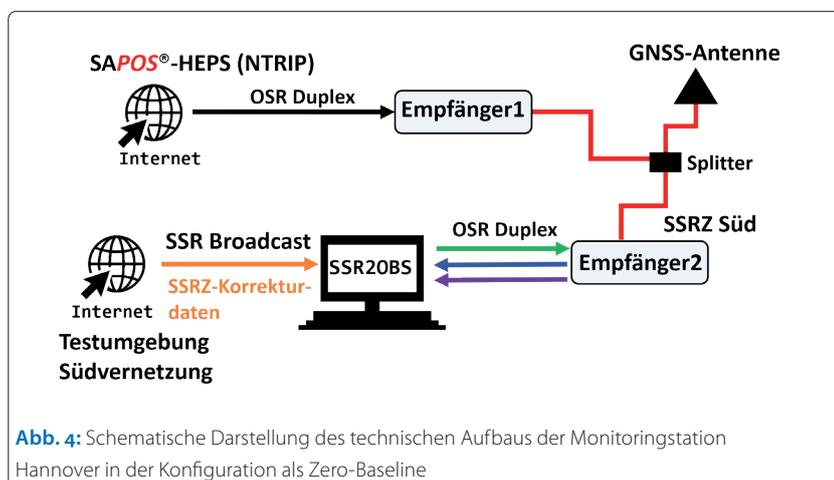 SAPOS®-HEPS (NTRIP)
GNSS-Antenne
OSR Duplex
Empfänger1
Internet
Splitter
SSR Broadcast
OSR Duplex
SSRZ Süd
SSR2OBS
Empfänger2
SSRZ-Korrektur-
daten
Internet
Testumgebung
Südvernetzung
Abb. 4: Schematische Darstellung des technischen Aufbaus der Monitoringstation
Hannover in der Konfiguration als Zero-Baseline